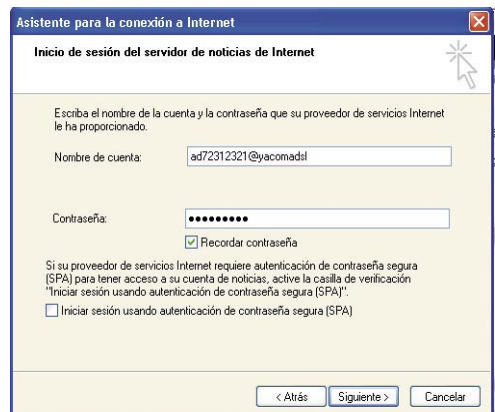 Asistente para la conexión a Internet
Inicio de sesión del servidor de noticias de Internet
Escriba el nombre de la cuenta y la contraseña que su proveedor de servicios Internet
le ha proporcionado.
Nombre de cuenta: ad72312321@yacomadsl
Contraseña: •••••••••
Recordar contraseña
Si su proveedor de servicios Internet requiere autenticación de contraseña segura
(SPA) para tener acceso a su cuenta de noticias, active la casilla de verificación
"Iniciar sesión usando autenticación de contraseña segura (SPA)".
Iniciar sesión usando autenticación de contraseña segura (SPA)
< Atrás Siguiente > Cancelar